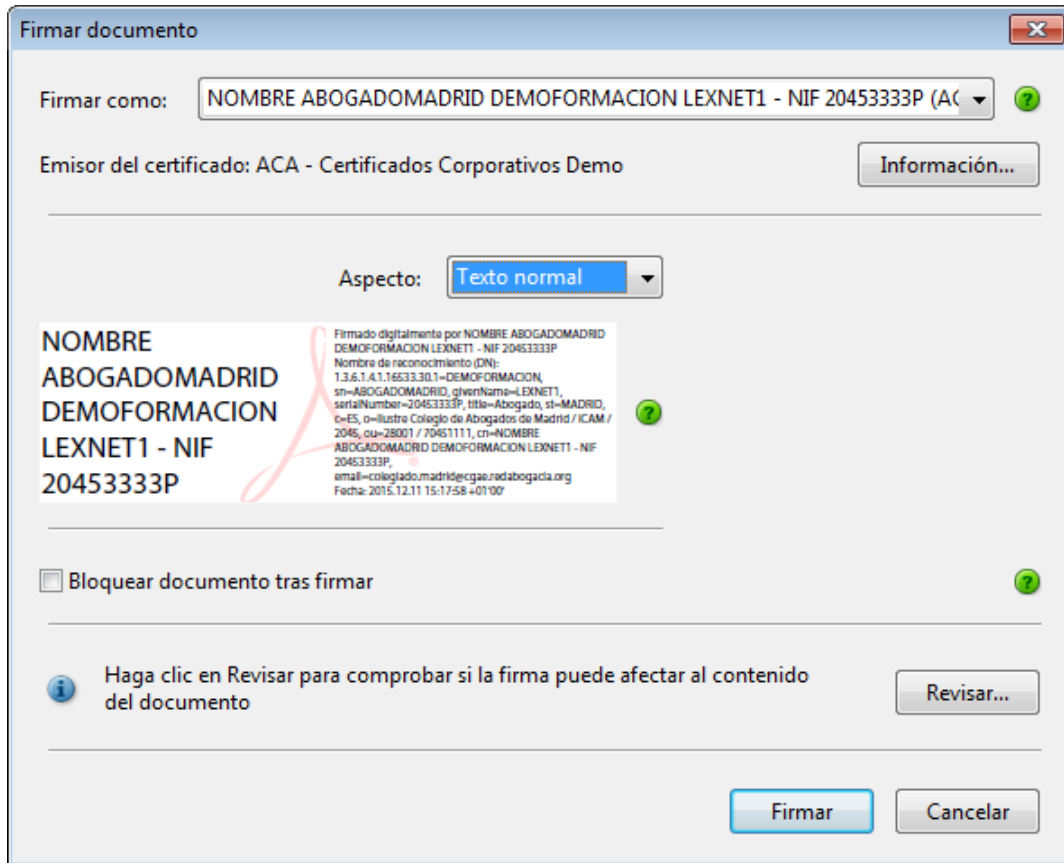 Firmar documento
Firmar como: NOMBRE ABOGADOMADRID DEMOFORMACION LEXNET1 - NIF 20453333P (AC
Emisor del certificado: ACA - Certificados Corporativos Demo Información...
Aspecto: Texto normal
NOMBRE
ABOGADOMADRID
DEMOFORMACION
LEXNET1 - NIF
20453333P
Firmado digitalmente por NOMBRE ABOGADOMADRID
DEMOFORMACION LEXNET1 - NIF 20453333P
Nombre de reconocimiento (DN):
1.3.6.1.4.1.16533.30.1=DEMOFORMACION,
sn=ABOGADOMADRID, givenName=LEXNET1,
serialNumber=20453333P, title=Abogado, st=MADRID,
c=ES, o=Ilustre Colegio de Abogados de Madrid / ICAM /
2045, ou=28001 / 70451111, cn=NOMBRE
ABOGADOMADRID DEMOFORMACION LEXNET1 - NIF
20453333P,
email=colegiado.madrid@cgae.redabogacia.org
Fecha: 2015.12.11 15:17:58 +01'00'
Bloquear documento tras firmar
Haga clic en Revisar para comprobar si la firma puede afectar al contenido
del documento
Revisar...
Firmar Cancelar